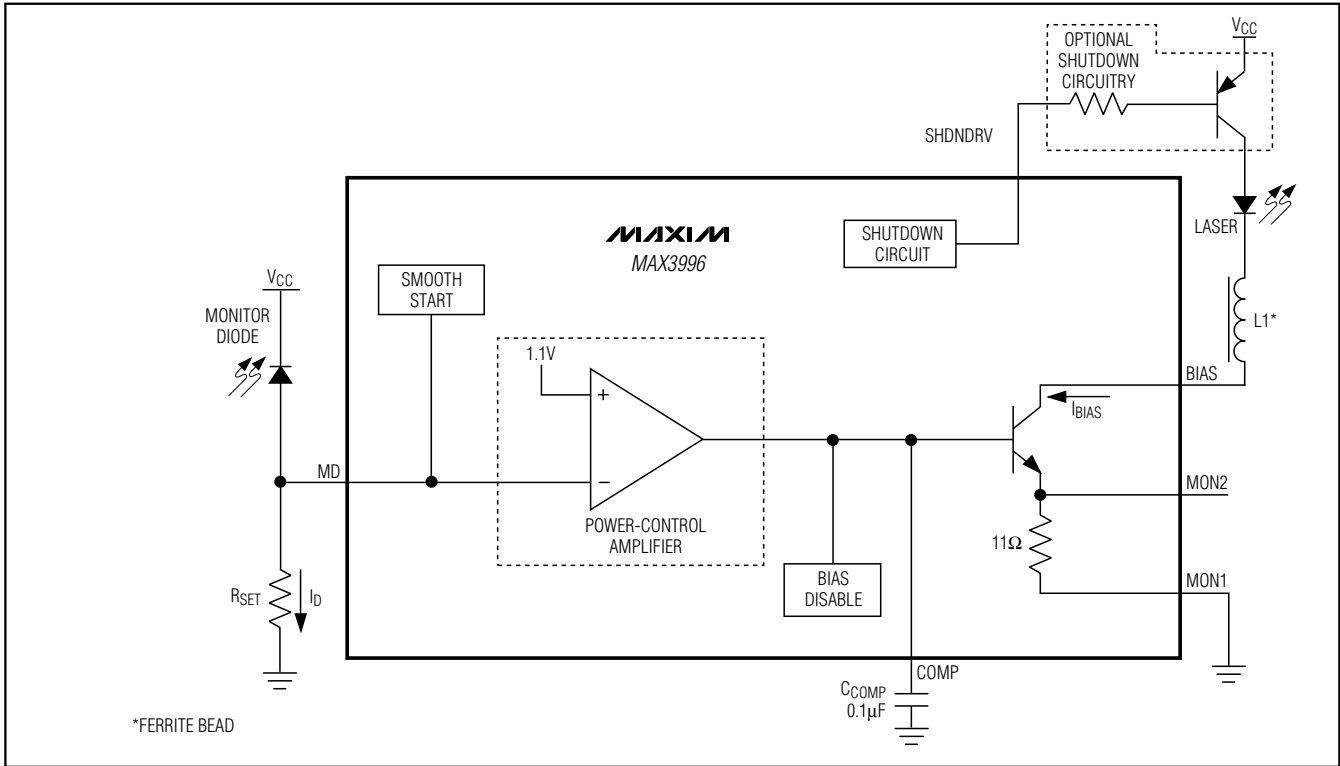 VCC
OPTIONAL
SHUTDOWN
CIRCUITRY
SHDNDRV
MAXIM
MAX3996
SHUTDOWN
CIRCUIT
LASER
VCC
SMOOTH
START
MONITOR
DIODE
L1*
1.1V
+
BIAS
IBIAS
MD
−
MON2
POWER-CONTROL
AMPLIFIER
11Ω
BIAS
DISABLE
MON1
RSET
ID
COMP
CCOMP
0.1µF
*FERRITE BEAD